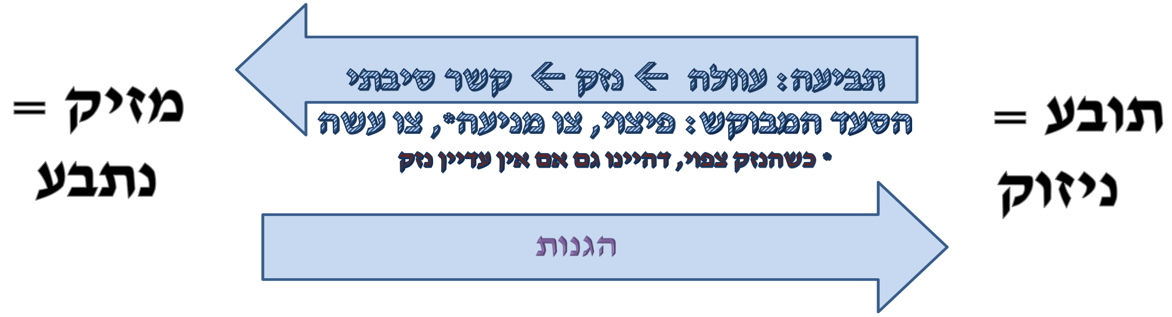 תובע =
ניזוק
תביעה: עוולה ← נזק ← קשר סיבתי
הסעד המבוקש: פיצוי, צו מניעה*, צו עשה
* כשהנזק צפוי, דהיינו גם אם אין עדיין נזק
הגנות
מזיק =
נתבע